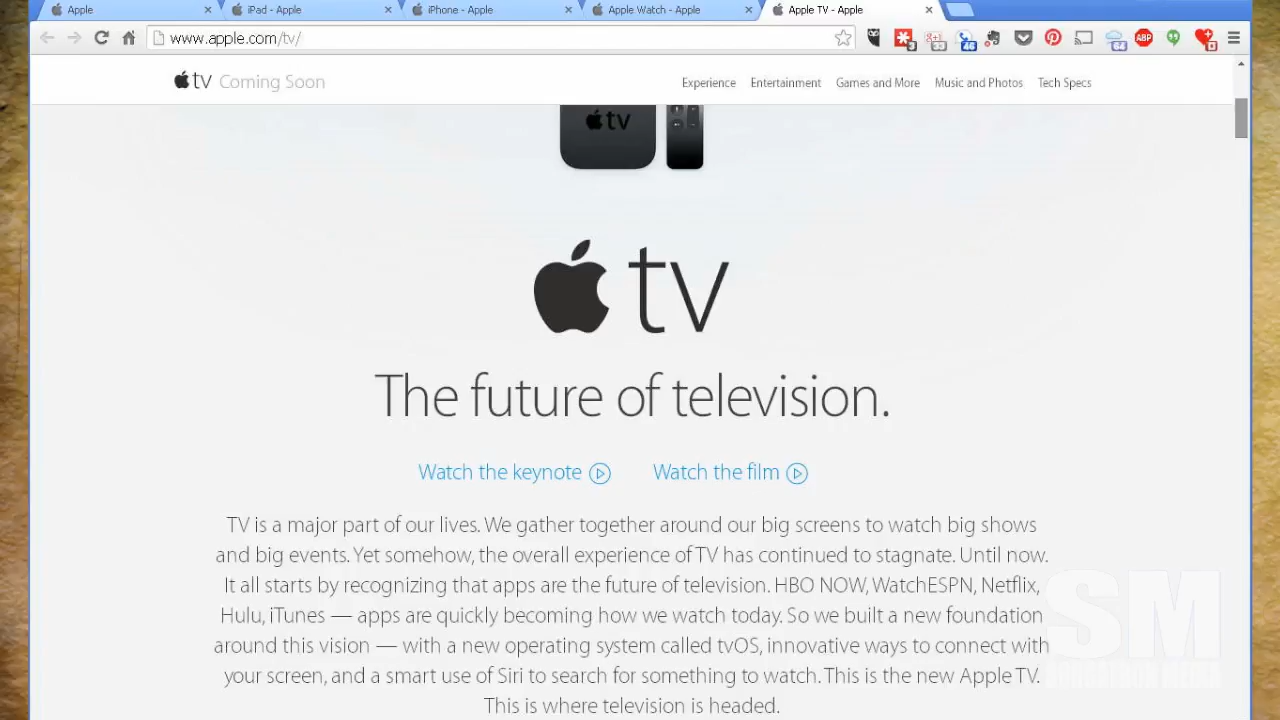 Apple
iPad - Apple
iPhone - Apple
Apple Watch - Apple
Apple TV - Apple
www.apple.com/tv/
ABP
tv Coming Soon
Experience
Entertainment
Games and More
Music and Photos
Tech Specs
tv
tv
The future of television.
Watch the keynote
Watch the film
TV is a major part of our lives. We gather together around our big screens to watch big shows
and big events. Yet somehow, the overall experience of TV has continued to stagnate. Until now.
It all starts by recognizing that apps are the future of television. HBO NOW, WatchESPN, Netflix,
Hulu, iTunes — apps are quickly becoming how we watch today. So we built a new foundation
around this vision — with a new operating system called tvOS, innovative ways to connect with
your screen, and a smart use of Siri to search for something to watch. This is the new Apple TV.
This is where television is headed.
SM